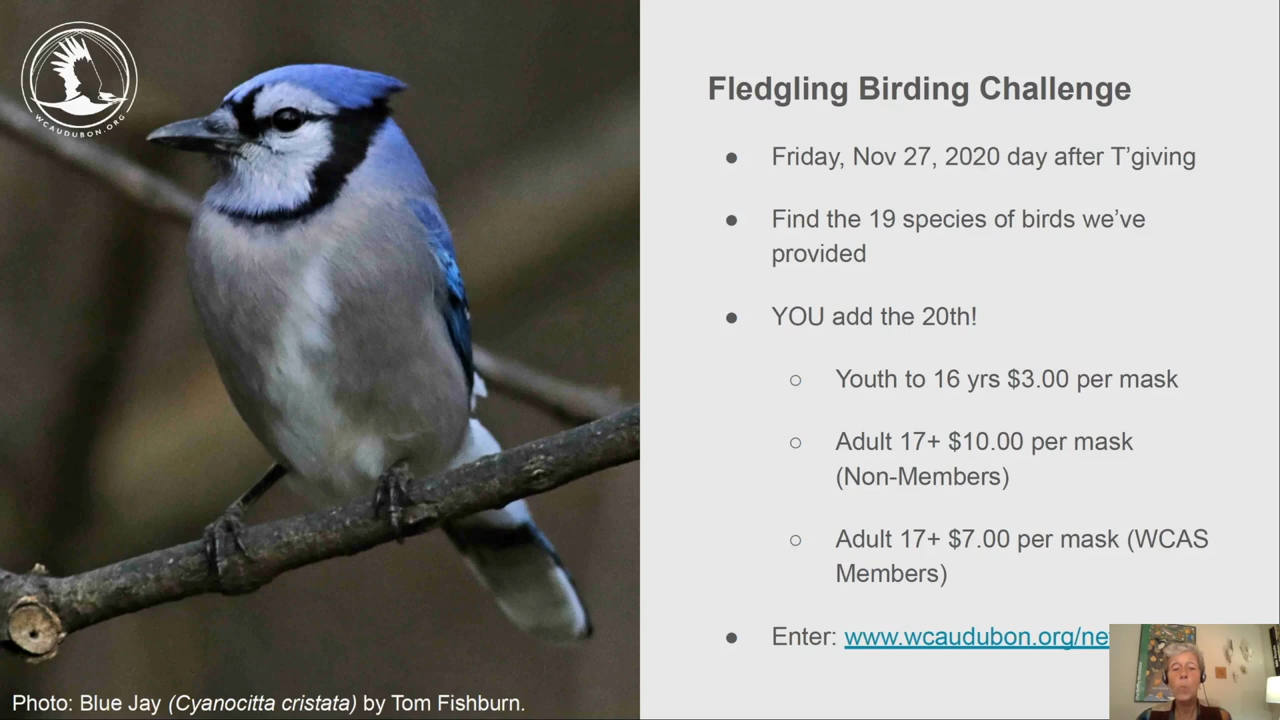 WCAUDUBON.ORG
Fledgling Birding Challenge
● Friday, Nov 27, 2020 day after T’giving
● Find the 19 species of birds we’ve
provided
● YOU add the 20th!
○ Youth to 16 yrs $3.00 per mask
○ Adult 17+ $10.00 per mask
(Non-Members)
○ Adult 17+ $7.00 per mask (WCAS
Members)
● Enter: www.wcaudubon.org/ne
Photo: Blue Jay (Cyanocitta cristata) by Tom Fishburn.